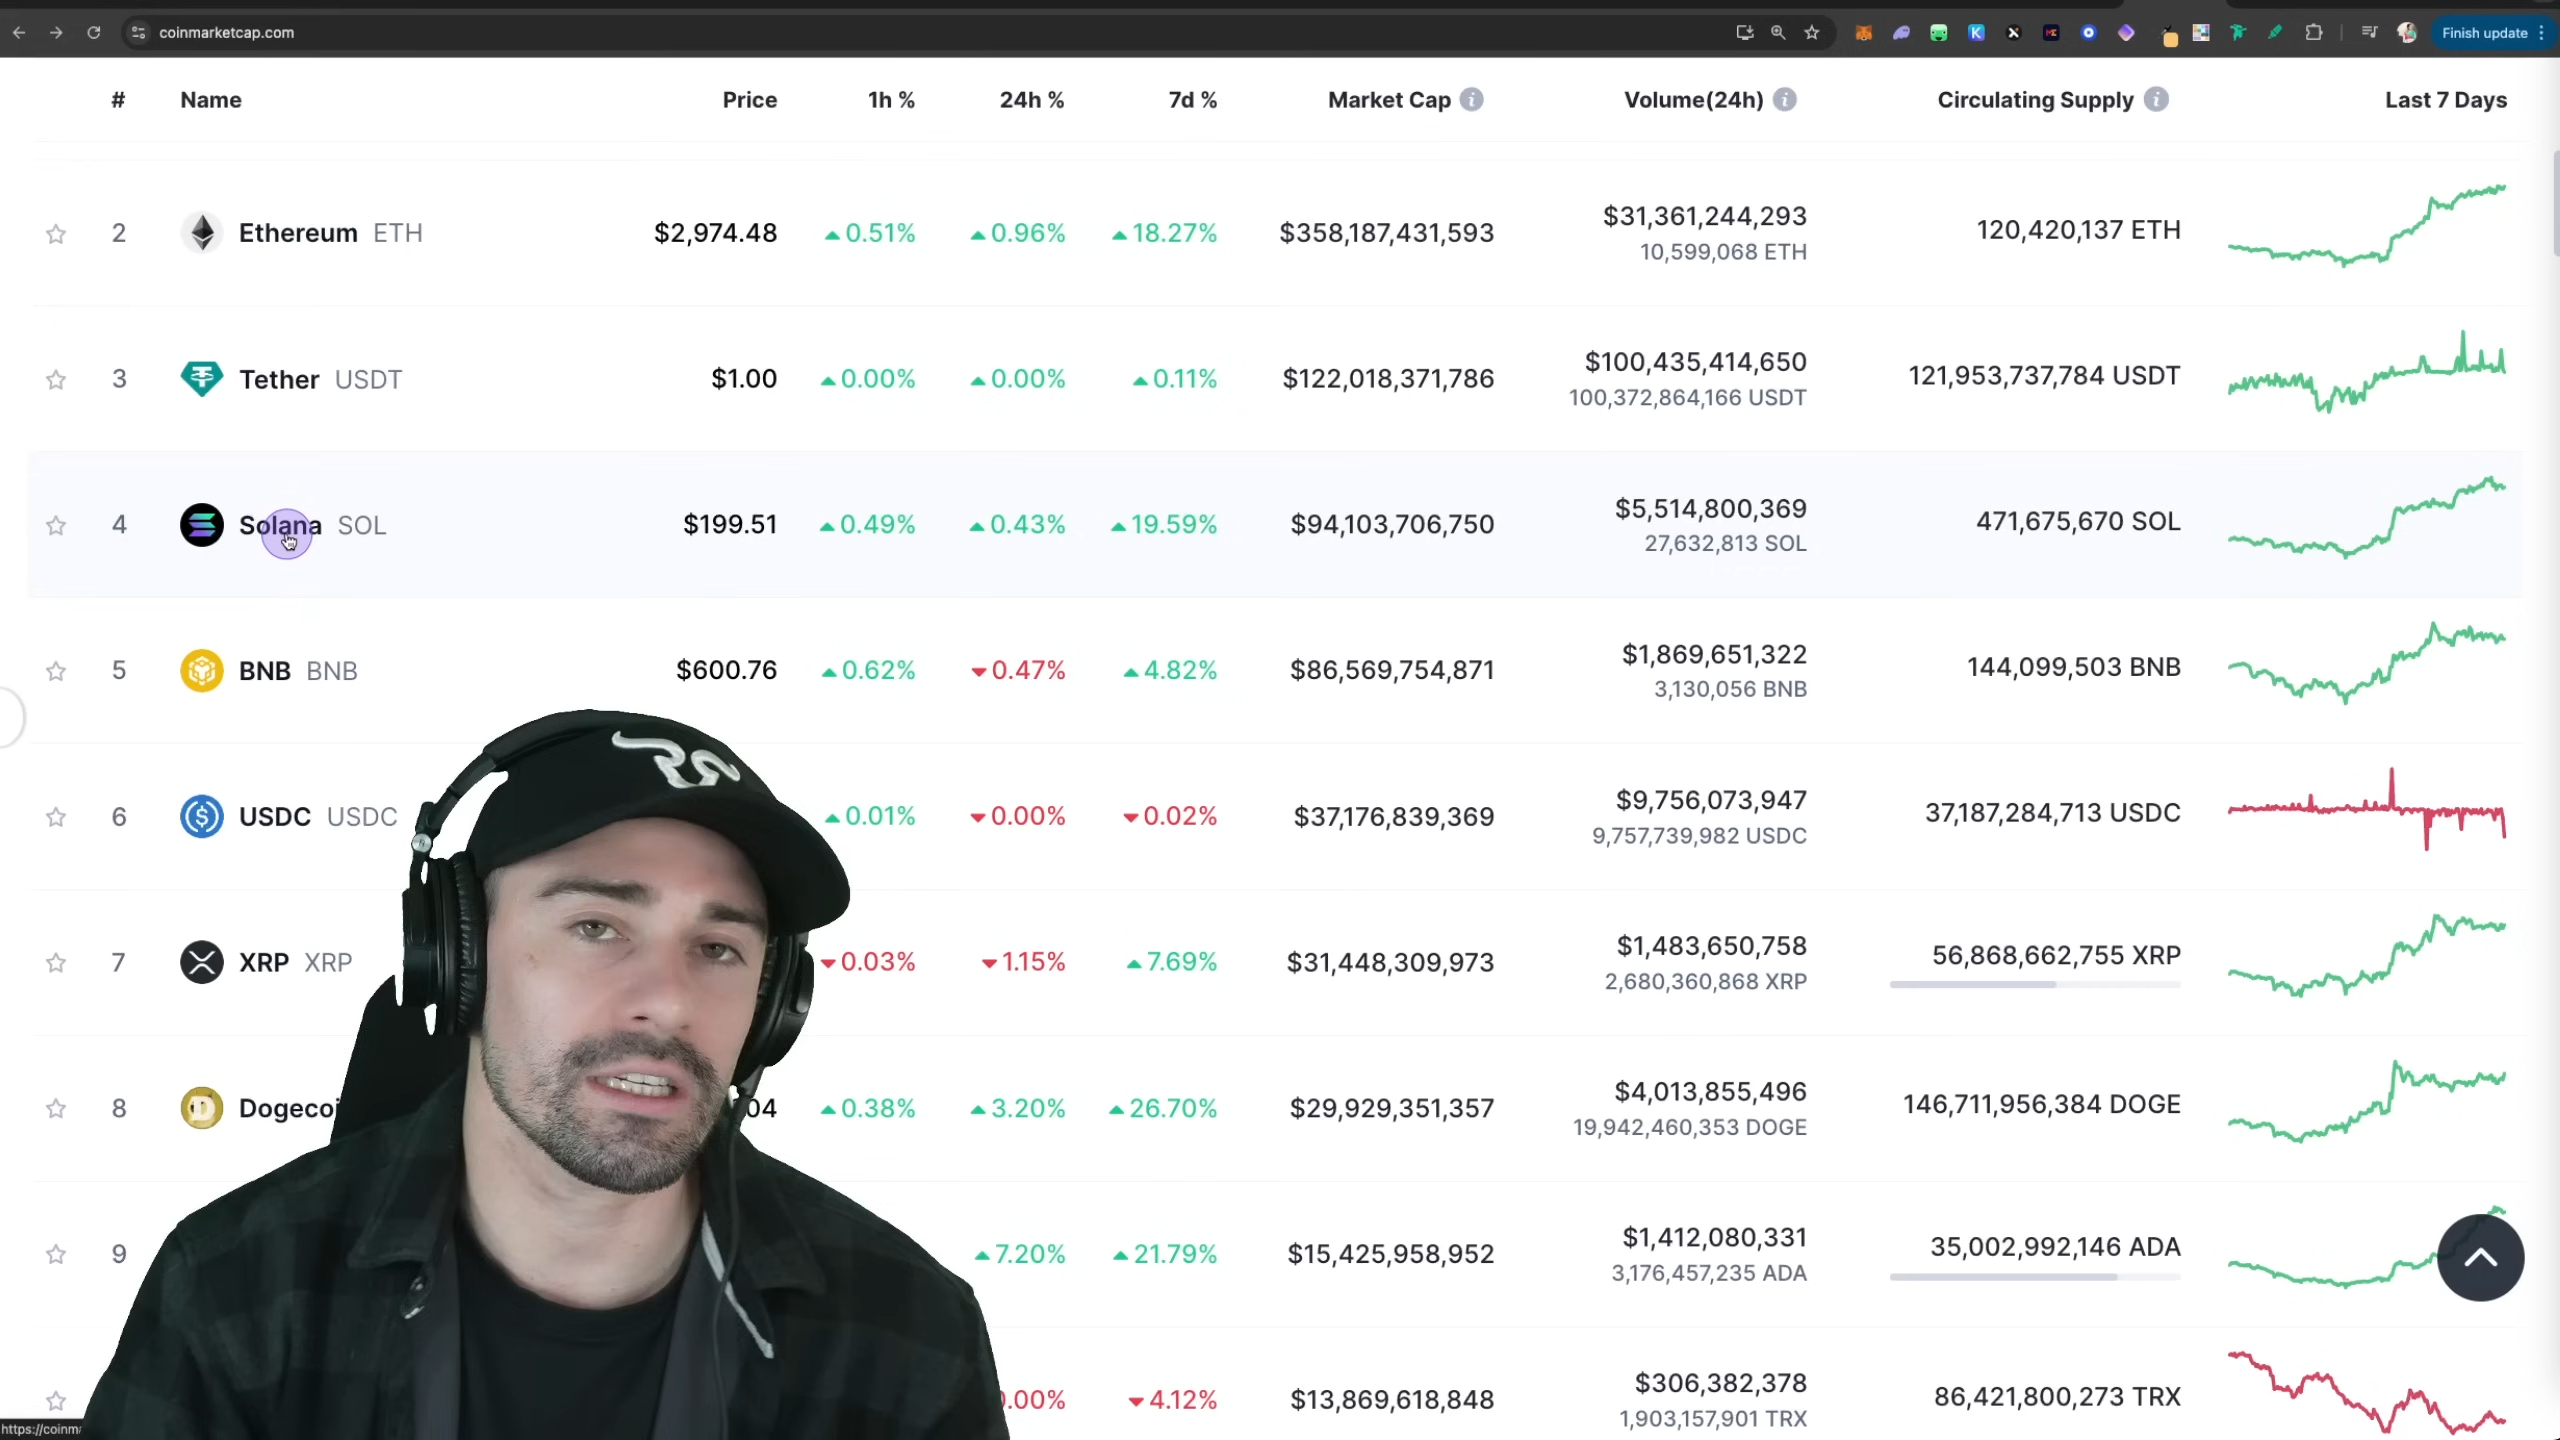 coinmarketcap.com
Finish update
# Name Price 1h % 24h % 7d % Market Cap Volume(24h) Circulating Supply Last 7 Days
2 Ethereum ETH $2,974.48 0.51% 0.96% 18.27% $358,187,431,593 $31,361,244,293 120,420,137 ETH
10,599,068 ETH
3 Tether USDT $1.00 0.00% 0.00% 0.11% $122,018,371,786 $100,435,414,650 121,953,737,784 USDT
100,372,864,166 USDT
4 Solana SOL $199.51 0.49% 0.43% 19.59% $94,103,706,750 $5,514,800,369 471,675,670 SOL
27,632,813 SOL
5 BNB BNB $600.76 0.62% 0.47% 4.82% $86,569,754,871 $1,869,651,322 144,099,503 BNB
3,130,056 BNB
6 USDC USDC 0.01% 0.00% 0.02% $37,176,839,369 $9,756,073,947 37,187,284,713 USDC
9,757,739,982 USDC
7 XRP XRP 0.03% 1.15% 7.69% $31,448,309,973 $1,483,650,758 56,868,662,755 XRP
2,680,360,868 XRP
8 Dogecoi 04 0.38% 3.20% 26.70% $29,929,351,357 $4,013,855,496 146,711,956,384 DOGE
19,942,460,353 DOGE
9 7.20% 21.79% $15,425,958,952 $1,412,080,331 35,002,992,146 ADA
3,176,457,235 ADA
.00% 4.12% $13,869,618,848 $306,382,378 86,421,800,273 TRX
1,903,157,901 TRX
https://coinm